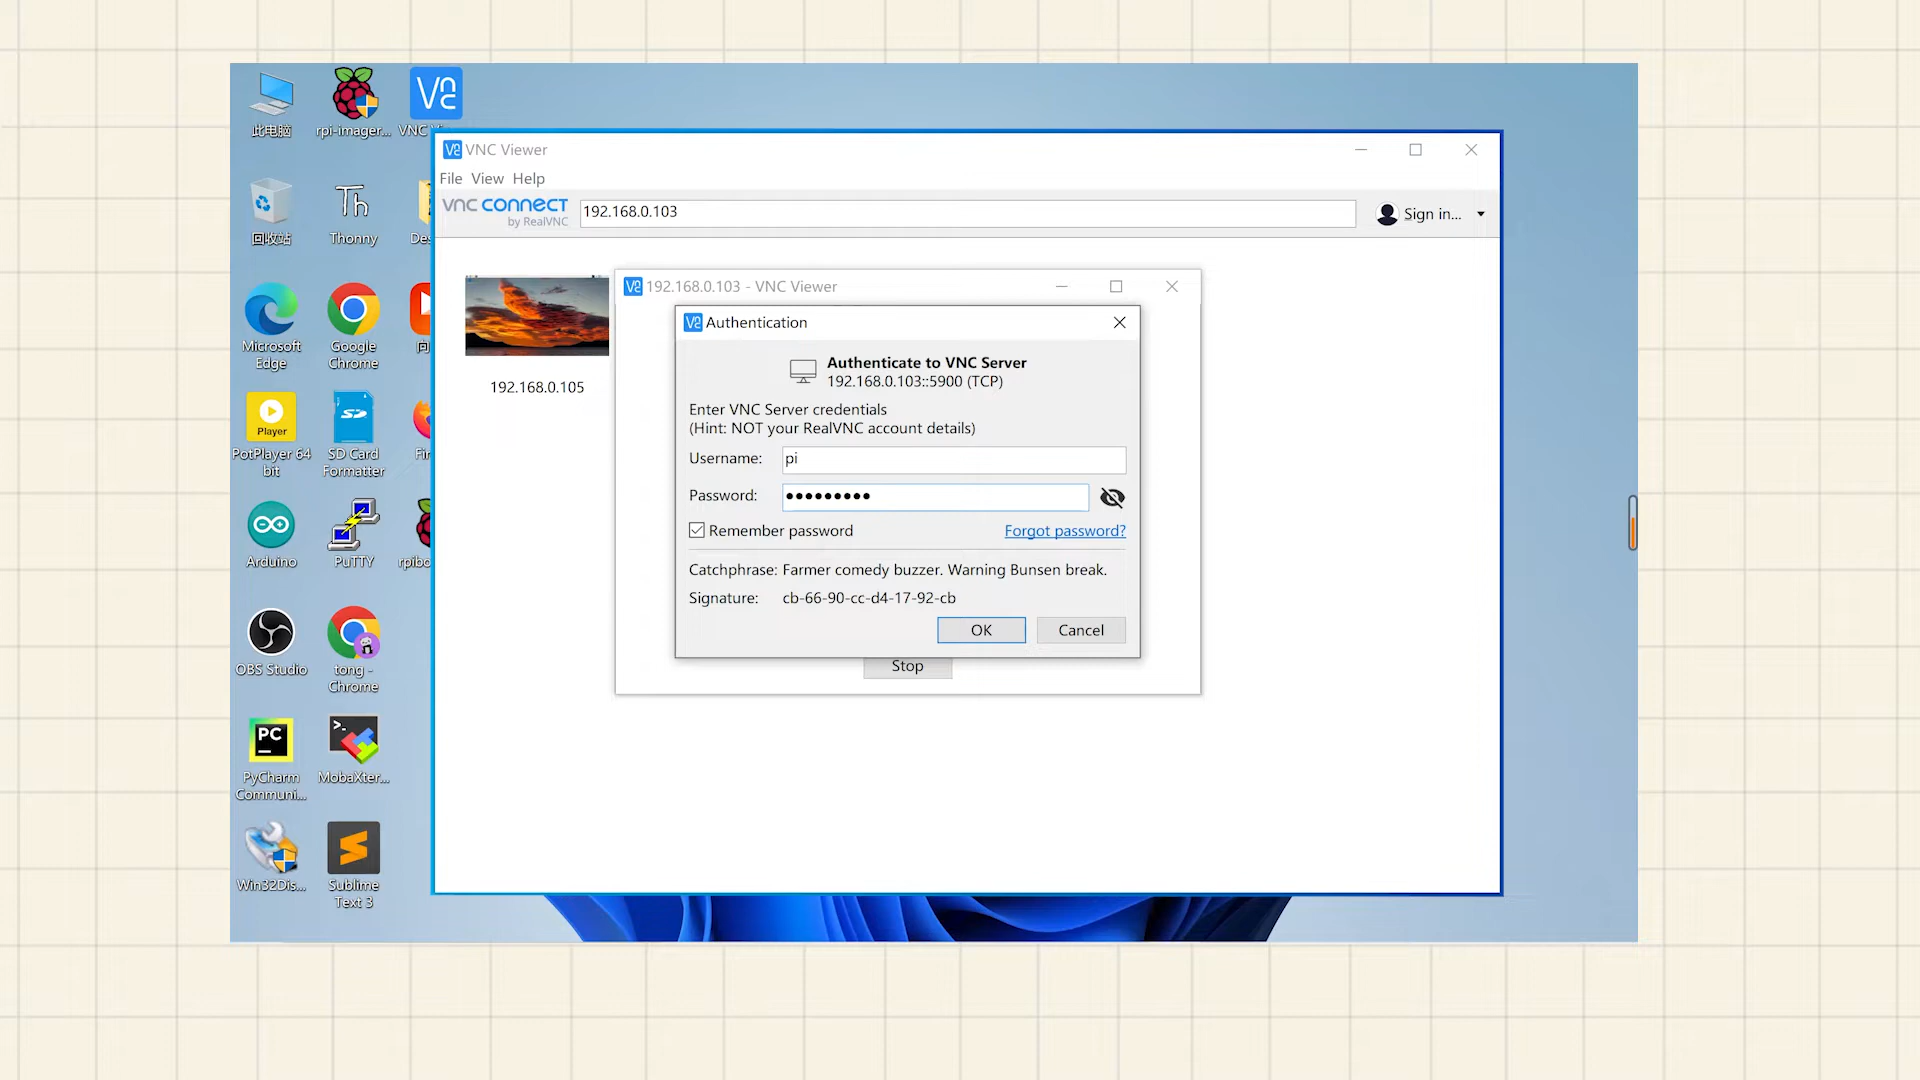 此电脑
rpi-imager...
VNC
回收站
Thonny
Microsoft
Edge
Google
Chrome
Player
PotPlayer 64
bit
SD Card
Formatter
Arduino
PuTTY
OBS Studio
tong -
Chrome
PC
PyCharm
Communi...
MobaXter...
Win32Dis...
Sublime
Text 3
VNC Viewer
File View Help
VNC CONNECT
by RealVNC
192.168.0.103
Sign in...
192.168.0.105
192.168.0.103 - VNC Viewer
Authentication
Authenticate to VNC Server
192.168.0.103::5900 (TCP)
Enter VNC Server credentials
(Hint: NOT your RealVNC account details)
Username: pi
Password:
Remember password Forgot password?
Catchphrase: Farmer comedy buzzer. Warning Bunsen break.
Signature: cb-66-90-cc-d4-17-92-cb
OK Cancel
Stop